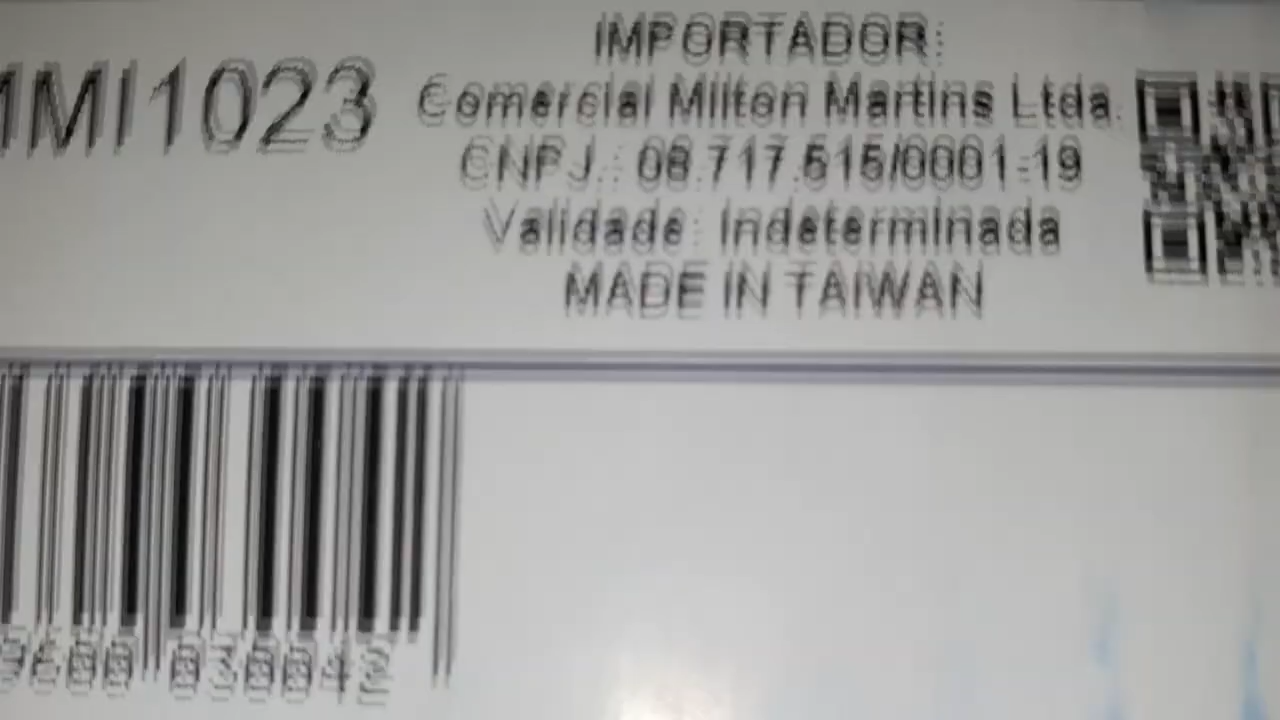 MI1023
IMPORTADOR:
Comercial Milton Martins Ltda.
CNPJ.: 08.717.515/0001-19
Validade: Indeterminada
MADE IN TAIWAN